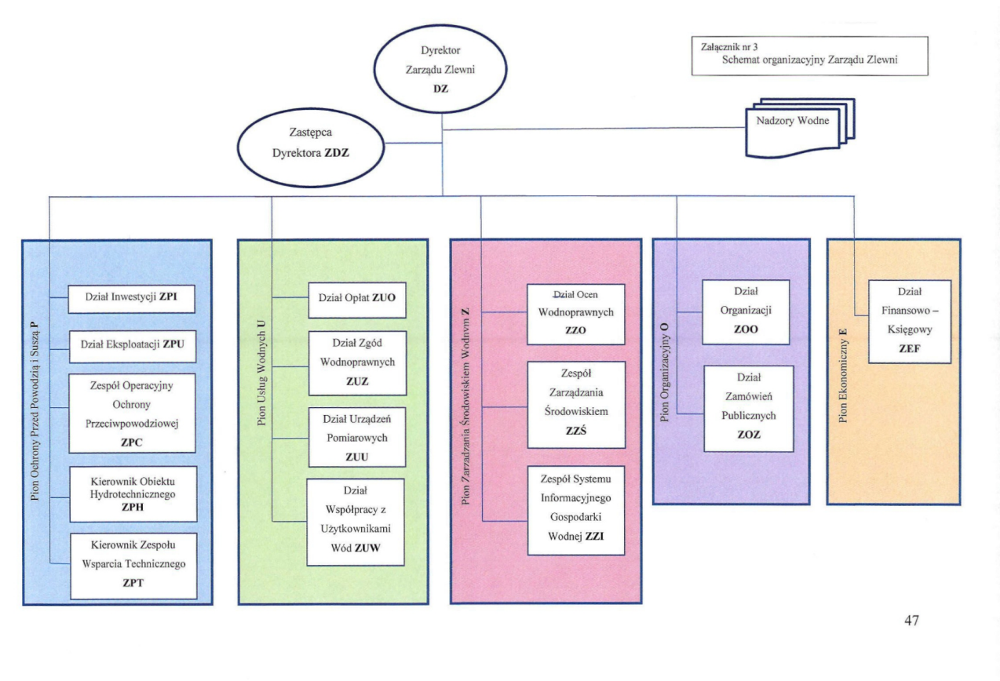 Załącznik nr 3
Schemat organizacyjny Zarządu Zlewni
Dyrektor
Zarządu Zlewni
DZ
Zastępca
Dyrektora ZDZ
Nadzory Wodne
Pion Ochrony Przed Powodzią i Suszą P
Dział Inwestycji ZPI
Dział Eksploatacji ZPU
Zespół Operacyjny
Ochrony
Przeciwpowodziowej
ZPC
Kierownik Obiektu
Hydrotechnicznego
ZPH
Kierownik Zespołu
Wsparcia Technicznego
ZPT
Pion Usług Wodnych U
Dział Opłat ZUO
Dział Zgód
Wodnoprawnych
ZUZ
Dział Urządzeń
Pomiarowych
ZUU
Dział
Współpracy z
Użytkownikami
Wód ZUW
Pion Zarzadzania Środowiskiem Wodnym Z
Dział Ocen
Wodnoprawnych
ZZO
Zespół
Zarządzania
Środowiskiem
ZZŚ
Zespół Systemu
Informacyjnego
Gospodarki
Wodnej ZZI
Pion Organizacyjny O
Dział
Organizacji
ZOO
Dział
Zamówień
Publicznych
ZOZ
Pion Ekonomiczny E
Dział
Finansowo –
Księgowy
ZEF
47